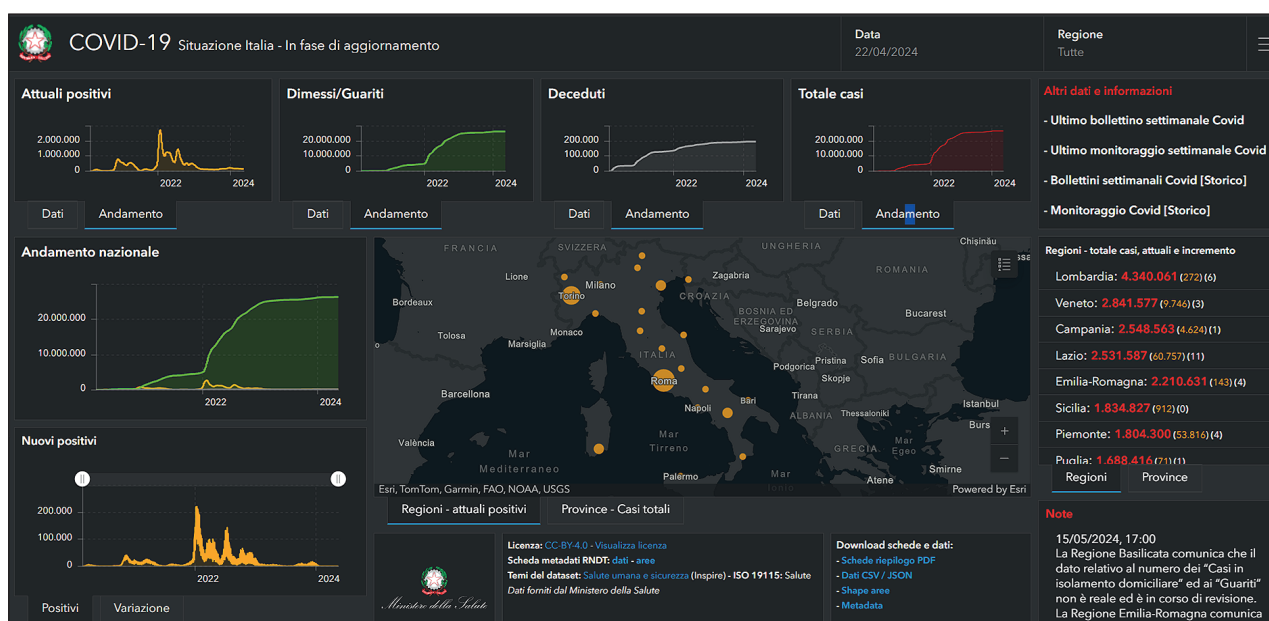 COVID-19 Situazione Italia - In fase di aggiornamento
Data
22/04/2024
Regione
Tutte
Attuali positivi
2.000.000
1.000.000
0
2022
2024
Dati
Andamento
Dimessi/Guariti
20.000.000
10.000.000
0
2022
2024
Dati
Andamento
Deceduti
200.000
100.000
0
2022
2024
Dati
Andamento
Totale casi
20.000.000
10.000.000
0
2022
2024
Dati
Andamento
Altri dati e informazioni
- Ultimo bollettino settimanale Covid
- Ultimo monitoraggio settimanale Covid
- Bollettini settimanali Covid [Storico]
- Monitoraggio Covid [Storico]
Andamento nazionale
20.000.000
10.000.000
0
2022
2024
Nuovi positivi
200.000
100.000
0
2022
2024
Positivi
Variazione
FRANCIA
SVIZZERA
UNGHERIA
Chișinău
ROMANIA
Lione
Milano
Zagabria
Torino
CROAZIA
Bordeaux
Belgrado
BOSNIA ED
ERZEGOVINA
Bucarest
Sarajevo
SERBIA
Tolosa
Monaco
Marsiglia
ITALIA
Pristina
Sofia
BULGARIA
Podgorica
Skopje
Roma
Barcellona
Tirana
Bari
Napoli
Istanbul
ALBANIA
Thessaloniki
Burs
València
Mar
Tirreno
GRECIA
Mar
Egeo
Mar
Mediterraneo
Smirne
Palermo
Mar
Ionio
Atene
Esri, TomTom, Garmin, FAO, NOAA, USGS
Powered by Esri
+
−
Regioni - attuali positivi
Province - Casi totali
Ministero della Salute
Licenza: CC-BY-4.0 - Visualizza licenza
Scheda metadati RNDT: dati - aree
Temi del dataset: Salute umana e sicurezza (Inspire) - ISO 19115: Salute
Dati forniti dal Ministero della Salute
Download schede e dati:
- Schede riepilogo PDF
- Dati CSV / JSON
- Shape aree
- Metadata
Regioni - totale casi, attuali e incremento
Lombardia: 4.340.061 (272) (6)
Veneto: 2.841.577 (9.746) (3)
Campania: 2.548.563 (4.624) (1)
Lazio: 2.531.587 (60.757) (11)
Emilia-Romagna: 2.210.631 (143) (4)
Sicilia: 1.834.827 (912) (0)
Piemonte: 1.804.300 (53.816) (4)
Puglia: 1.688.416 (71) (1)
Regioni
Province
Note
15/05/2024, 17:00
La Regione Basilicata comunica che il
dato relativo al numero dei “Casi in
isolamento domiciliare” ed ai “Guariti”
non è reale ed è in corso di revisione.
La Regione Emilia-Romagna comunica